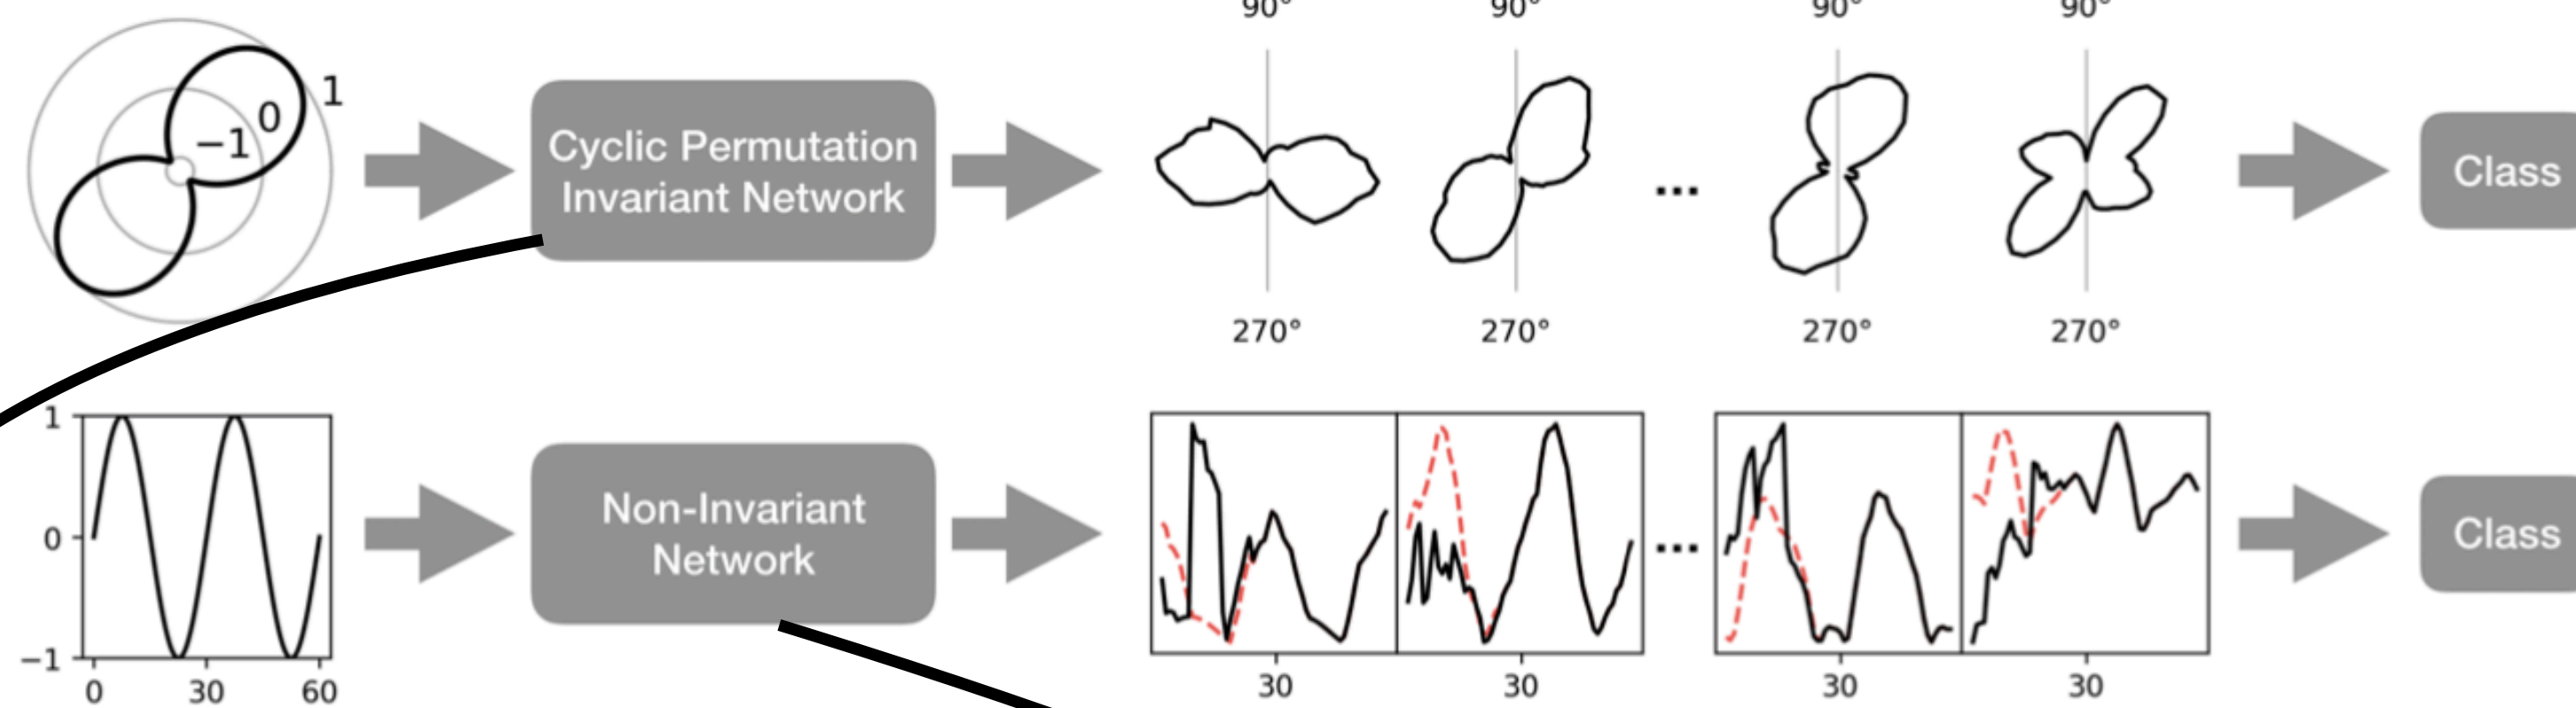 90° 90° 90° 90°
1
0
−1
Cyclic Permutation
Invariant Network
...
Class
270° 270° 270° 270°
1
0
−1
0 30 60
Non-Invariant
Network
...
Class
30 30 30 30